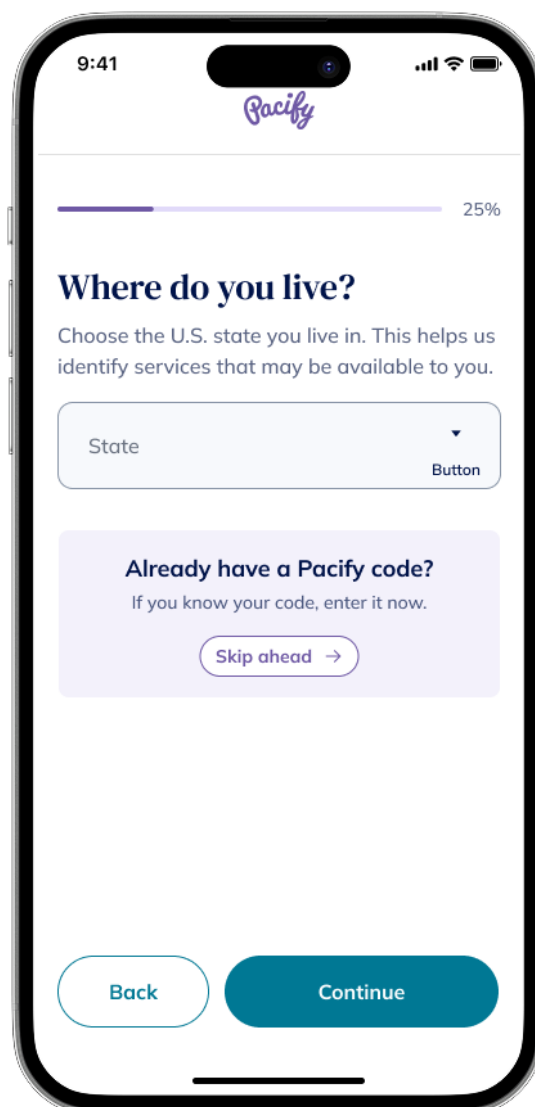 9:41
Pacify
25%
Where do you live?
Choose the U.S. state you live in. This helps us
identify services that may be available to you.
State
Button
Already have a Pacify code?
If you know your code, enter it now.
Skip ahead →
Back
Continue